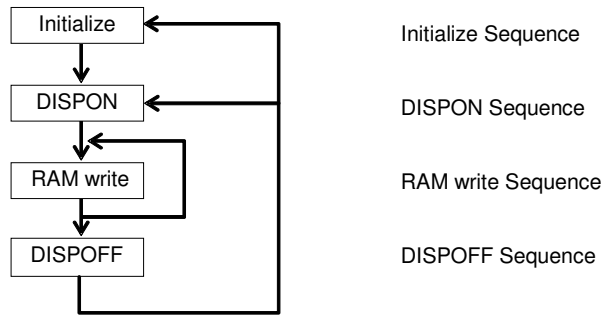 Initialize
Initialize Sequence
DISPON
DISPON Sequence
RAM write
RAM write Sequence
DISPOFF
DISPOFF Sequence